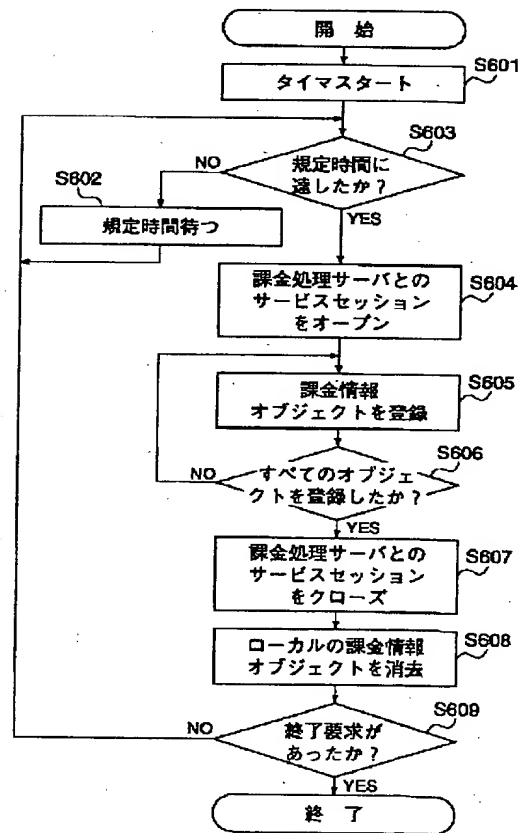 開始
S601
タイマスタート
S603
NO
規定時間に
達したか？
S602
規定時間待つ
YES
課金処理サーバとの
サービスセッション
をオープン
S604
課金情報
オブジェクトを登録
S605
S606
NO
すべてのオブジェ
クトを登録したか？
YES
課金処理サーバとの
サービスセッション
をクローズ
S607
ローカルの課金情報
オブジェクトを消去
S608
S609
NO
終了要求が
あったか？
YES
終了